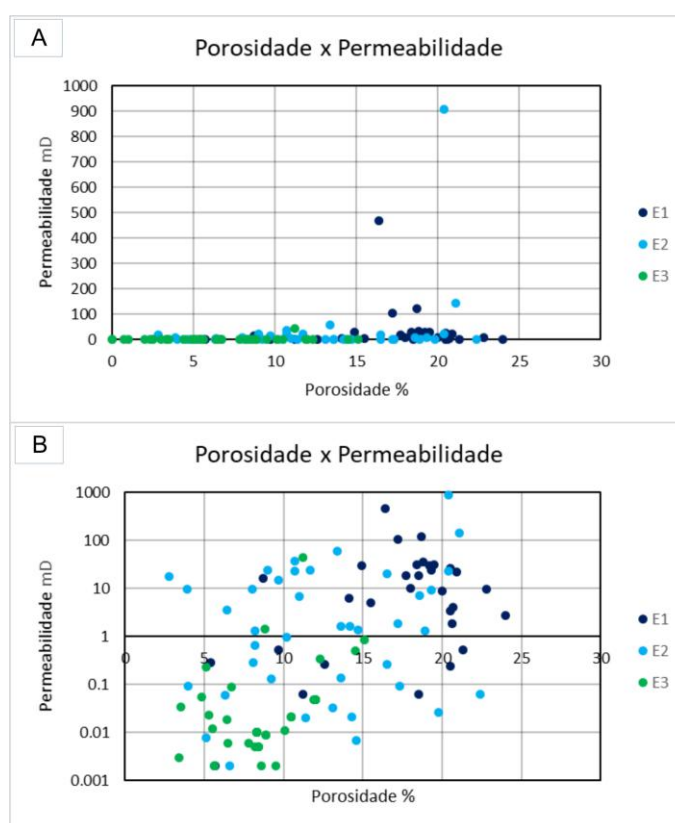 A
Porosidade x Permeabilidade
1000
900
800
700
600
500
400
300
200
100
0
Permeabilidade mD
0 5 10 15 20 25 30
Porosidade %
E1
E2
E3
B
Porosidade x Permeabilidade
1000
100
10
1
0.1
0.01
0.001
Permeabilidade mD
0 5 10 15 20 25 30
Porosidade %
E1
E2
E3